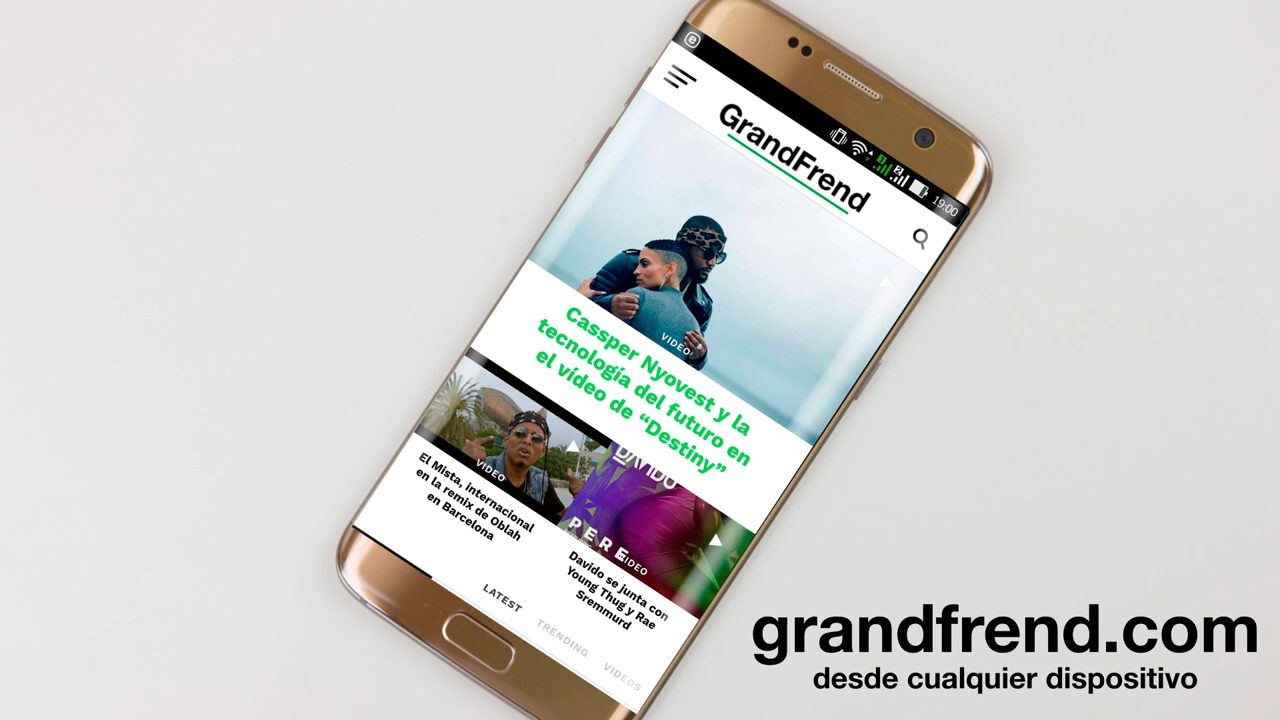 19:00
GrandFrend
VIDEO
Cassper Nyovest y la
tecnología del futuro en
el vídeo de “Destiny”
VIDEO
El Mista, internacional
en la remix de Oblah
en Barcelona
DAVIDO
RERE
VIDEO
Davido se junta con
Young Thug y Rae
Sremmurd
LATEST
TRENDING
VIDEOS
grandfrend.com
desde cualquier dispositivo